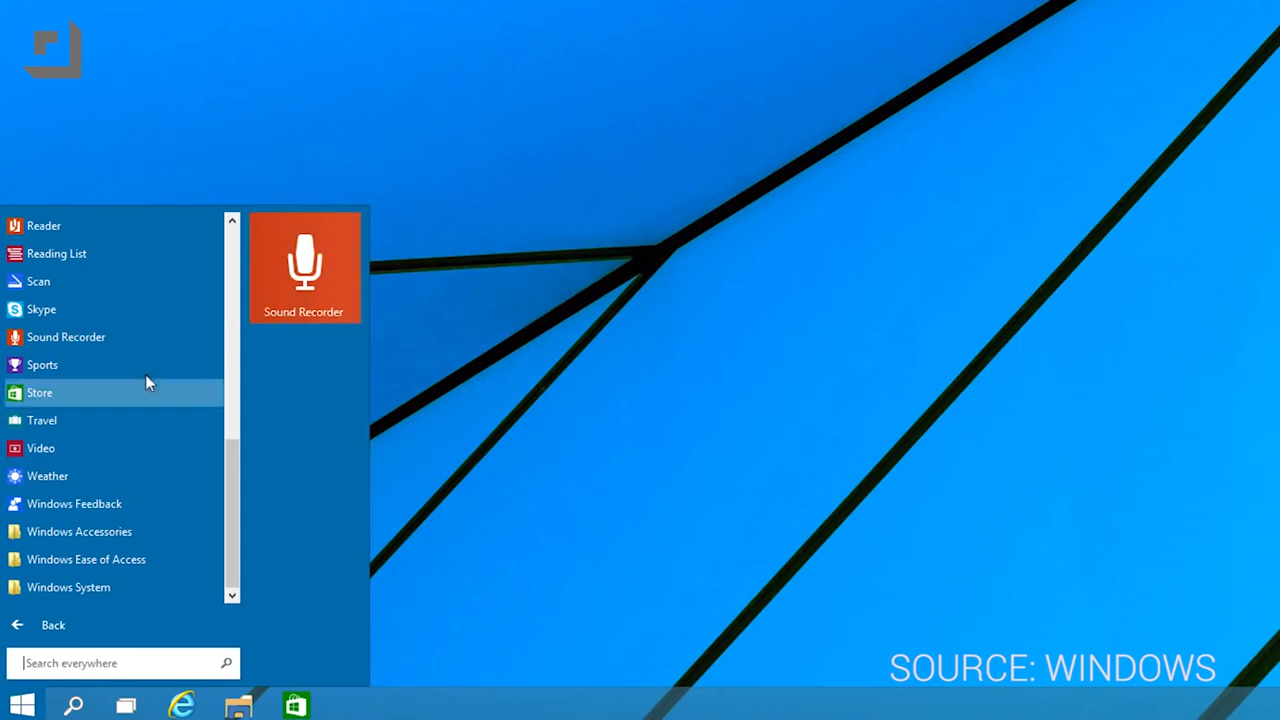 Reader
Reading List
Scan
Skype
Sound Recorder
Sports
Store
Travel
Video
Weather
Windows Feedback
Windows Accessories
Windows Ease of Access
Windows System
Back
Search everywhere
Sound Recorder
SOURCE: WINDOWS